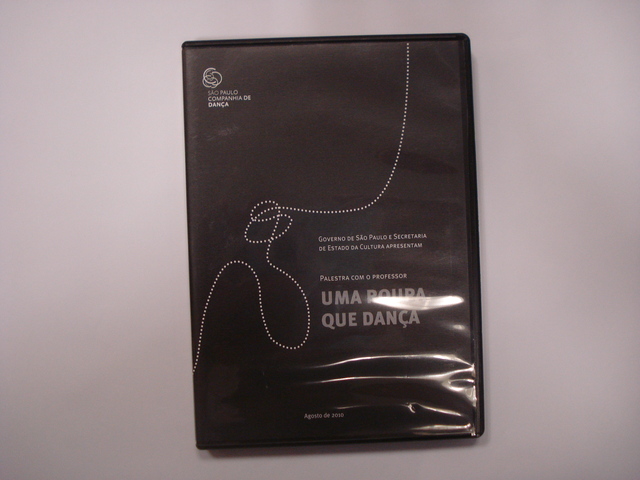 SÃO PAULO
COMPANHIA DE
DANÇA
GOVERNO DE SÃO PAULO E SECRETARIA
DE ESTADO DA CULTURA APRESENTAM
PALESTRA COM O PROFESSOR
UMA ROUPA
QUE DANÇA
Agosto de 2010